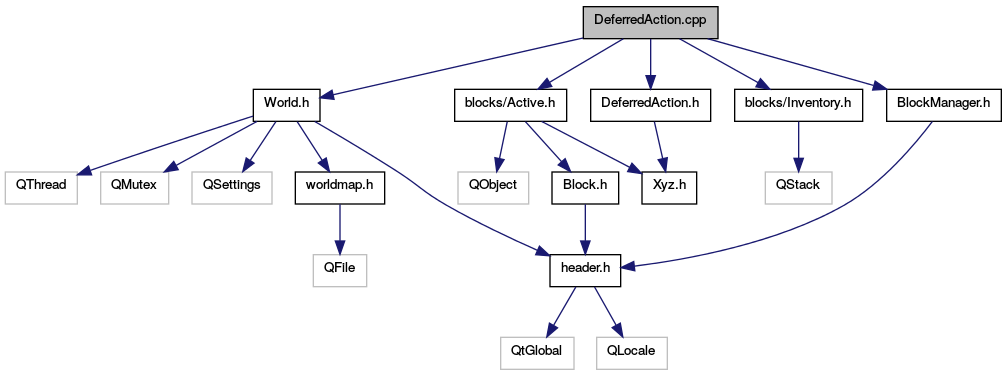 DeferredAction.cpp
World.h
blocks/Active.h
DeferredAction.h
blocks/Inventory.h
BlockManager.h
QThread
QMutex
QSettings
worldmap.h
QObject
Block.h
Xyz.h
QStack
QFile
header.h
QtGlobal
QLocale